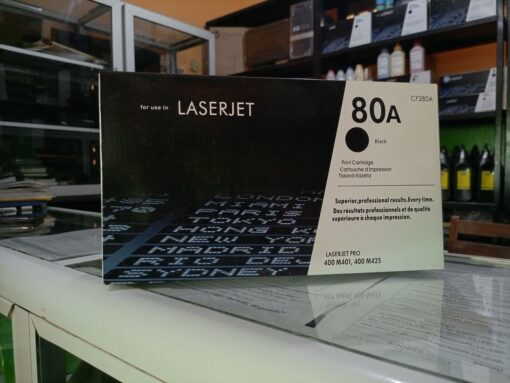 for use in: LASERJET
80A
CF280A
Black
Print Cartridge
Cartouche d'impression
Tisková Kazeta
Superior,professional results.Every time.
Des résultats professionnels et de qualité
supérieure à chaque impression.
LASERJET PRO
400 M401, 400 M425
LONDON
PARIS
TOKYO
HONG KONG
NEW YORK
MADRID
RIO DE
SYDNEY